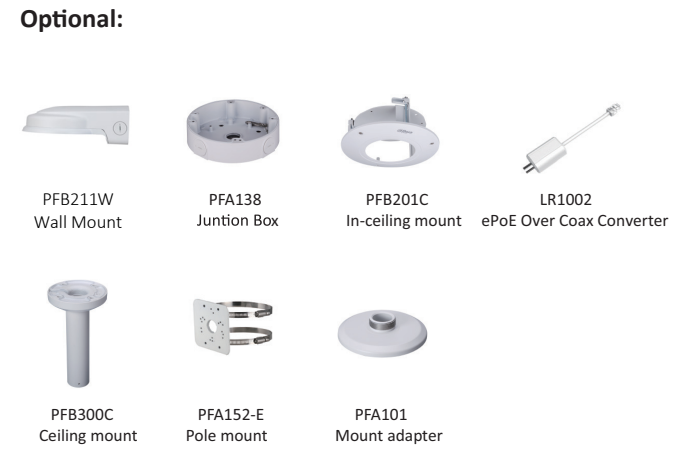 Optional:
PFB211W
Wall Mount
PFA138
Juntion Box
PFB201C
In-ceiling mount
LR1002
ePoE Over Coax Converter
PFB300C
Ceiling mount
PFA152-E
Pole mount
PFA101
Mount adapter